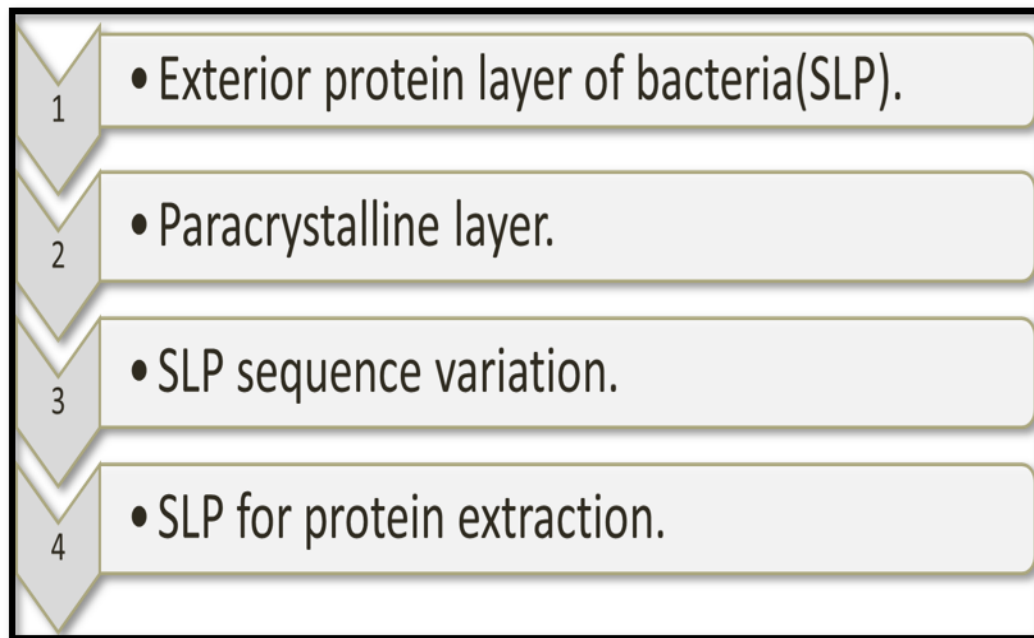 1
• Exterior protein layer of bacteria(SLP).
2
• Paracrystalline layer.
3
• SLP sequence variation.
4
• SLP for protein extraction.